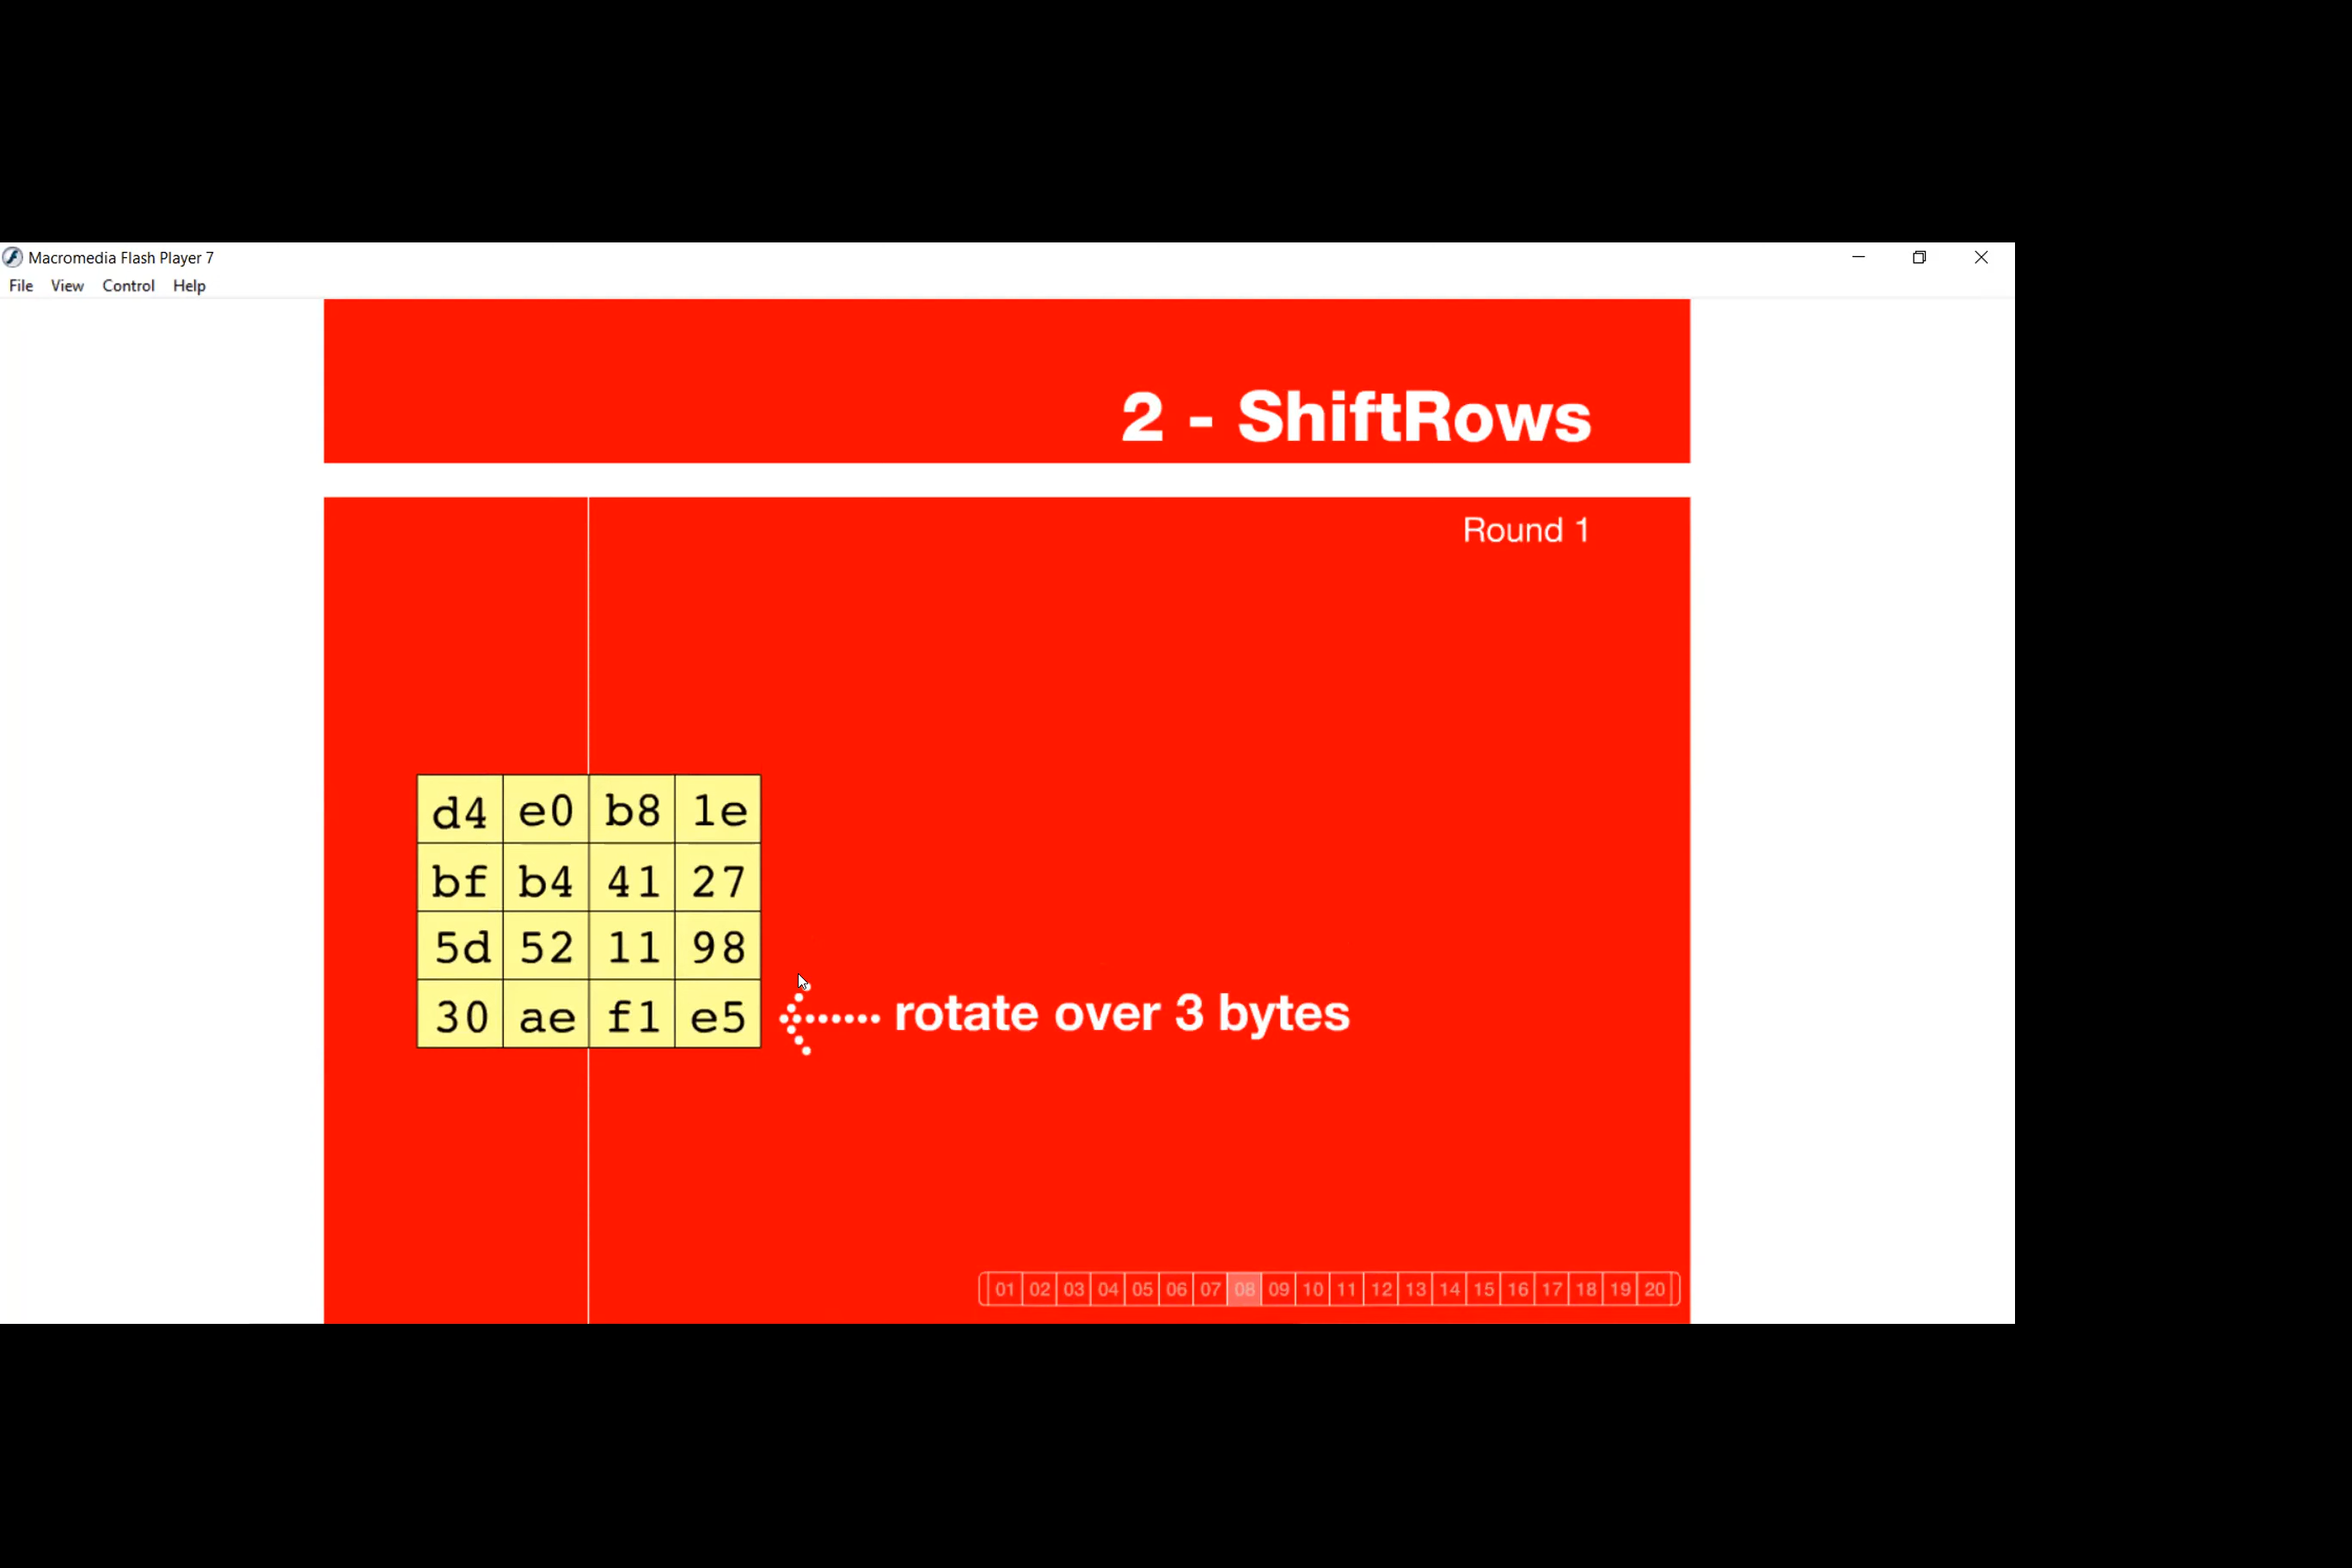 Macromedia Flash Player 7
File View Control Help
2 - ShiftRows
Round 1
d4 e0 b8 1e
bf b4 41 27
5d 52 11 98
30 ae f1 e5
rotate over 3 bytes
01 02 03 04 05 06 07 08 09 10 11 12 13 14 15 16 17 18 19 20